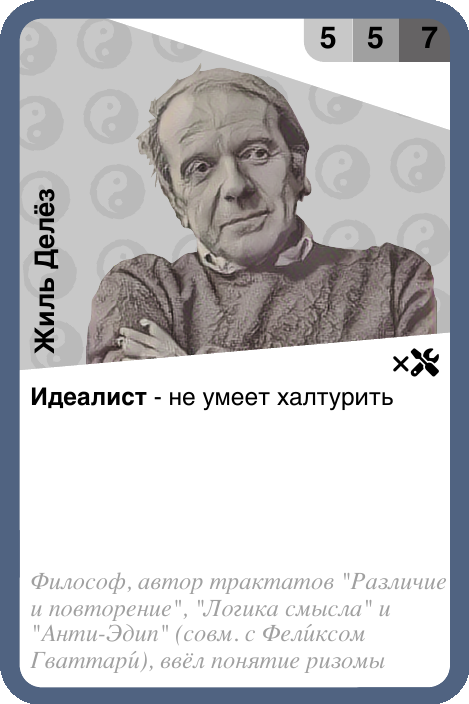 5 5 7
Жиль Делёз
Идеалист - не умеет халтурить
Философ, автор трактатов "Различие
и повторение", "Логика смысла" и
"Анти-Эдип" (совм. с Фели́ксом
Гваттари́), ввёл понятие ризомы